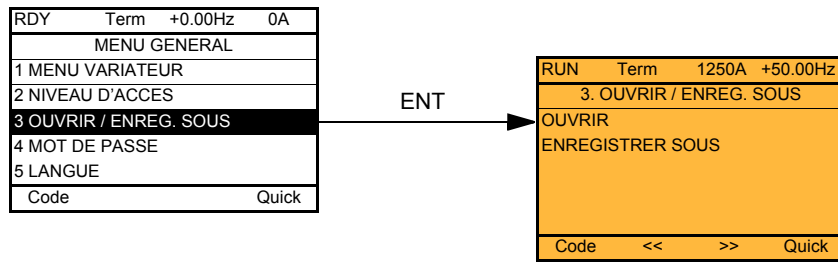 RDY Term +0.00Hz 0A
MENU GENERAL
1 MENU VARIATEUR
2 NIVEAU D'ACCES
3 OUVRIR / ENREG. SOUS
4 MOT DE PASSE
5 LANGUE
Code Quick
ENT
RUN Term 1250A +50.00Hz
3. OUVRIR / ENREG. SOUS
OUVRIR
ENREGISTRER SOUS
Code << >> Quick